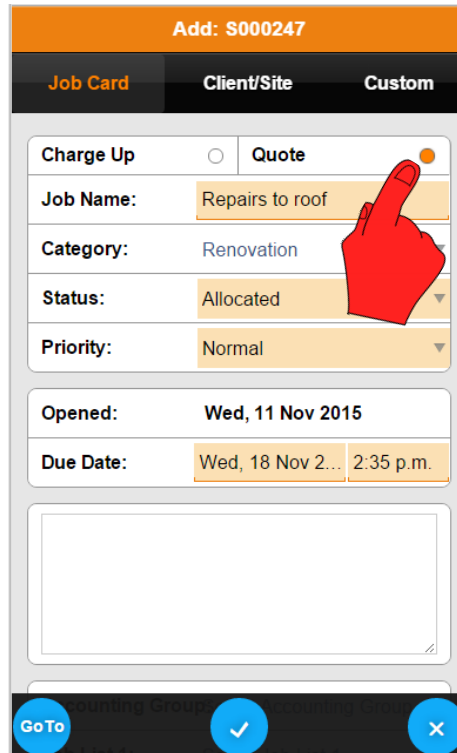 Add: S000247
Job Card Client/Site Custom
Charge Up Quote
Job Name: Repairs to roof
Category: Renovation
Status: Allocated
Priority: Normal
Opened: Wed, 11 Nov 2015
Due Date: Wed, 18 Nov 2... 2:35 p.m.
Accounting Group: Accounting Group
GoTo